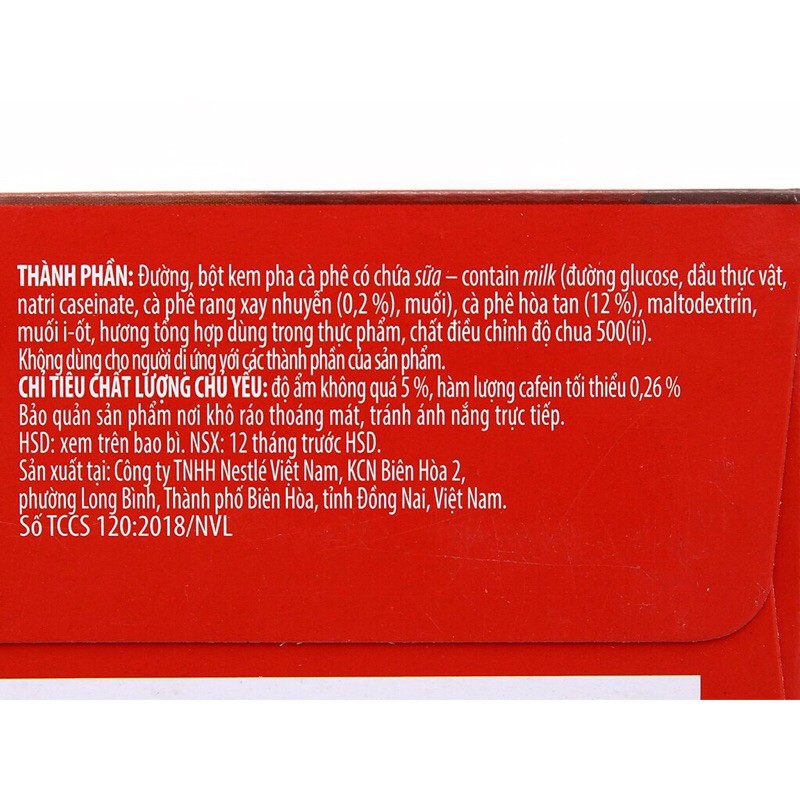 THÀNH PHẦN: Đường, bột kem pha cà phê có chứa sữa – contain milk (đường glucose, dầu thực vật,
natri caseinate, cà phê rang xay nhuyễn (0,2 %), muối), cà phê hòa tan (12 %), maltodextrin,
muối i-ốt, hương tổng hợp dùng trong thực phẩm, chất điều chỉnh độ chua 500(ii).
Không dùng cho người dị ứng với các thành phần của sản phẩm.
CHỈ TIÊU CHẤT LƯỢNG CHỦ YẾU: độ ẩm không quá 5 %, hàm lượng cafein tối thiểu 0,26 %
Bảo quản sản phẩm nơi khô ráo thoáng mát, tránh ánh nắng trực tiếp.
HSD: xem trên bao bì. NSX: 12 tháng trước HSD.
Sản xuất tại: Công ty TNHH Nestlé Việt Nam, KCN Biên Hòa 2,
phường Long Bình, Thành phố Biên Hòa, tỉnh Đồng Nai, Việt Nam.
Số TCCS 120:2018/NVL